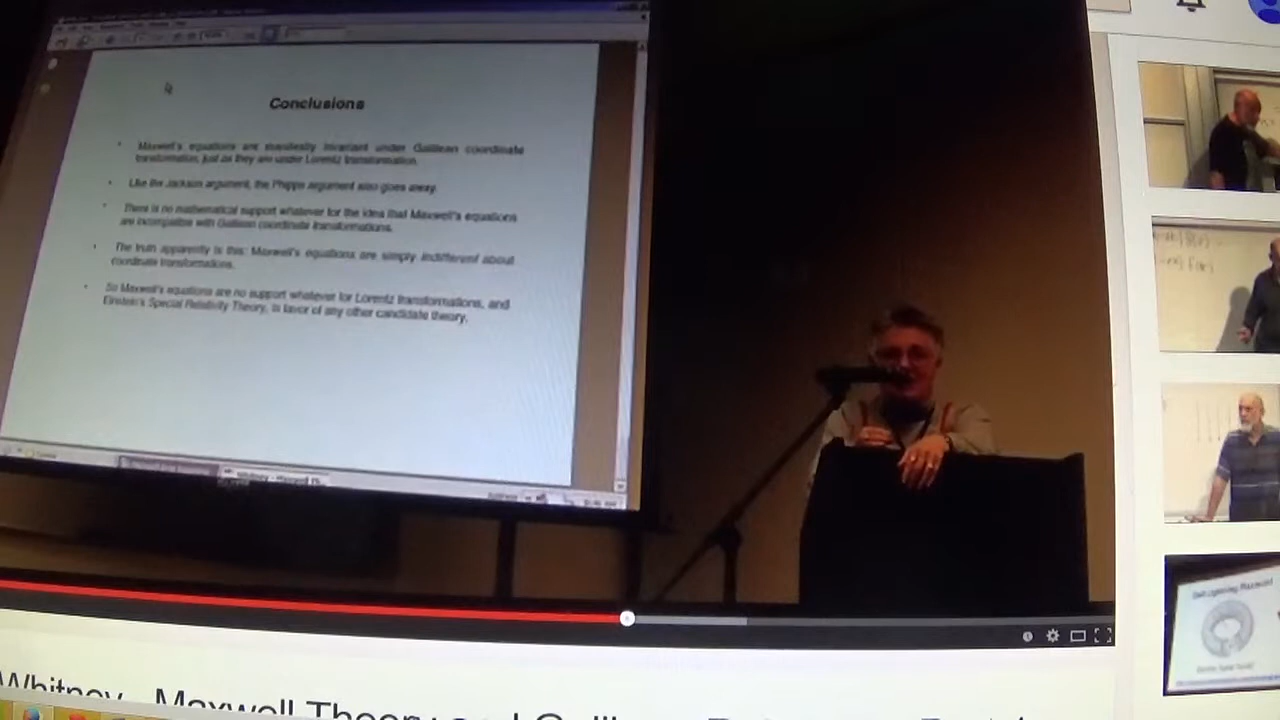 Conclusions
Maxwell's equations are manifestly invariant under Galilean coordinate
transformation, just as they are under Lorentz transformation.
Like the Jackson argument, the Phipps argument also goes away.
There is no mathematical support whatever for the idea that Maxwell's equations
are incompatible with Galilean coordinate transformations.
The truth apparently is this: Maxwell's equations are simply indifferent about
coordinate transformations.
So Maxwell's equations are no support whatever for Lorentz transformations, and
Einstein's Special Relativity Theory, in favor of any other candidate theory.
Whitney - Maxwell Theory and